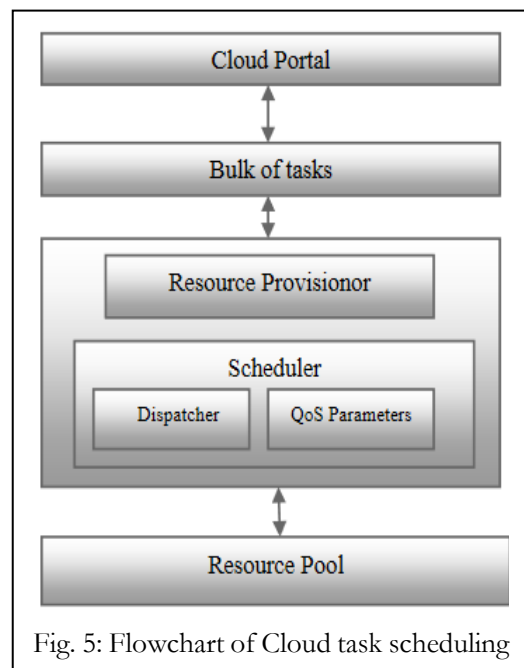 Cloud Portal
Bulk of tasks
Resource Provisionor
Scheduler
Dispatcher
QoS Parameters
Resource Pool
Fig. 5: Flowchart of Cloud task scheduling